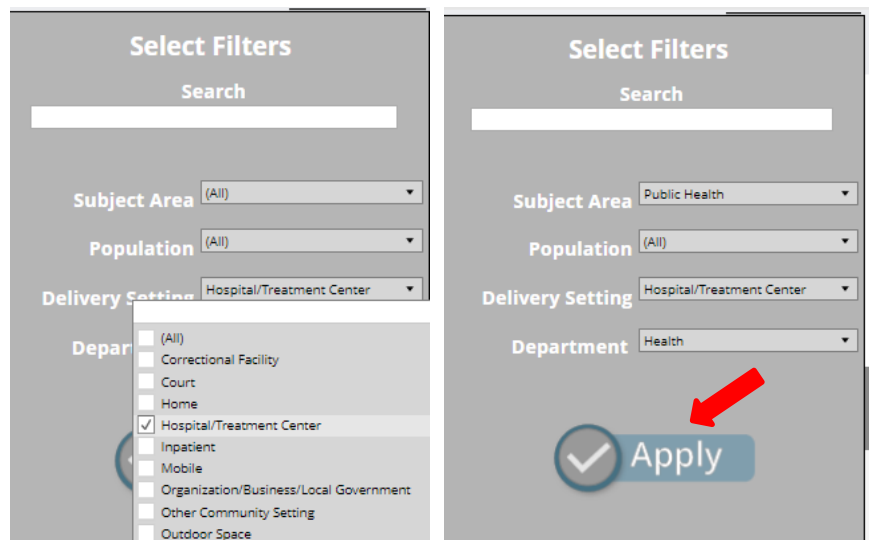 Select Filters
Search
Subject Area (All)
Population (All)
Delivery Setting Hospital/Treatment Center
Depar
(All)
Correctional Facility
Court
Home
Hospital/Treatment Center
Inpatient
Mobile
Organization/Business/Local Government
Other Community Setting
Outdoor Space
Select Filters
Search
Subject Area Public Health
Population (All)
Delivery Setting Hospital/Treatment Center
Department Health
Apply